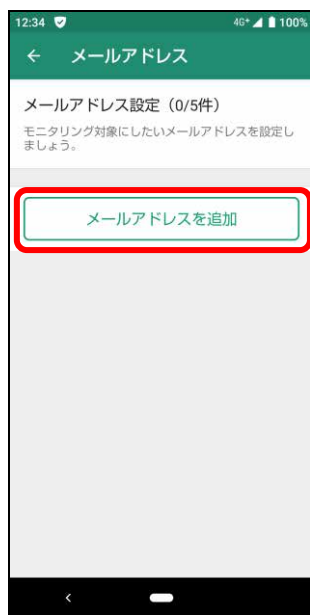 12:34 4G+ 100%
← メールアドレス
メールアドレス設定（0/5件）
モニタリング対象にしたいメールアドレスを設定し
ましょう。
メールアドレスを追加